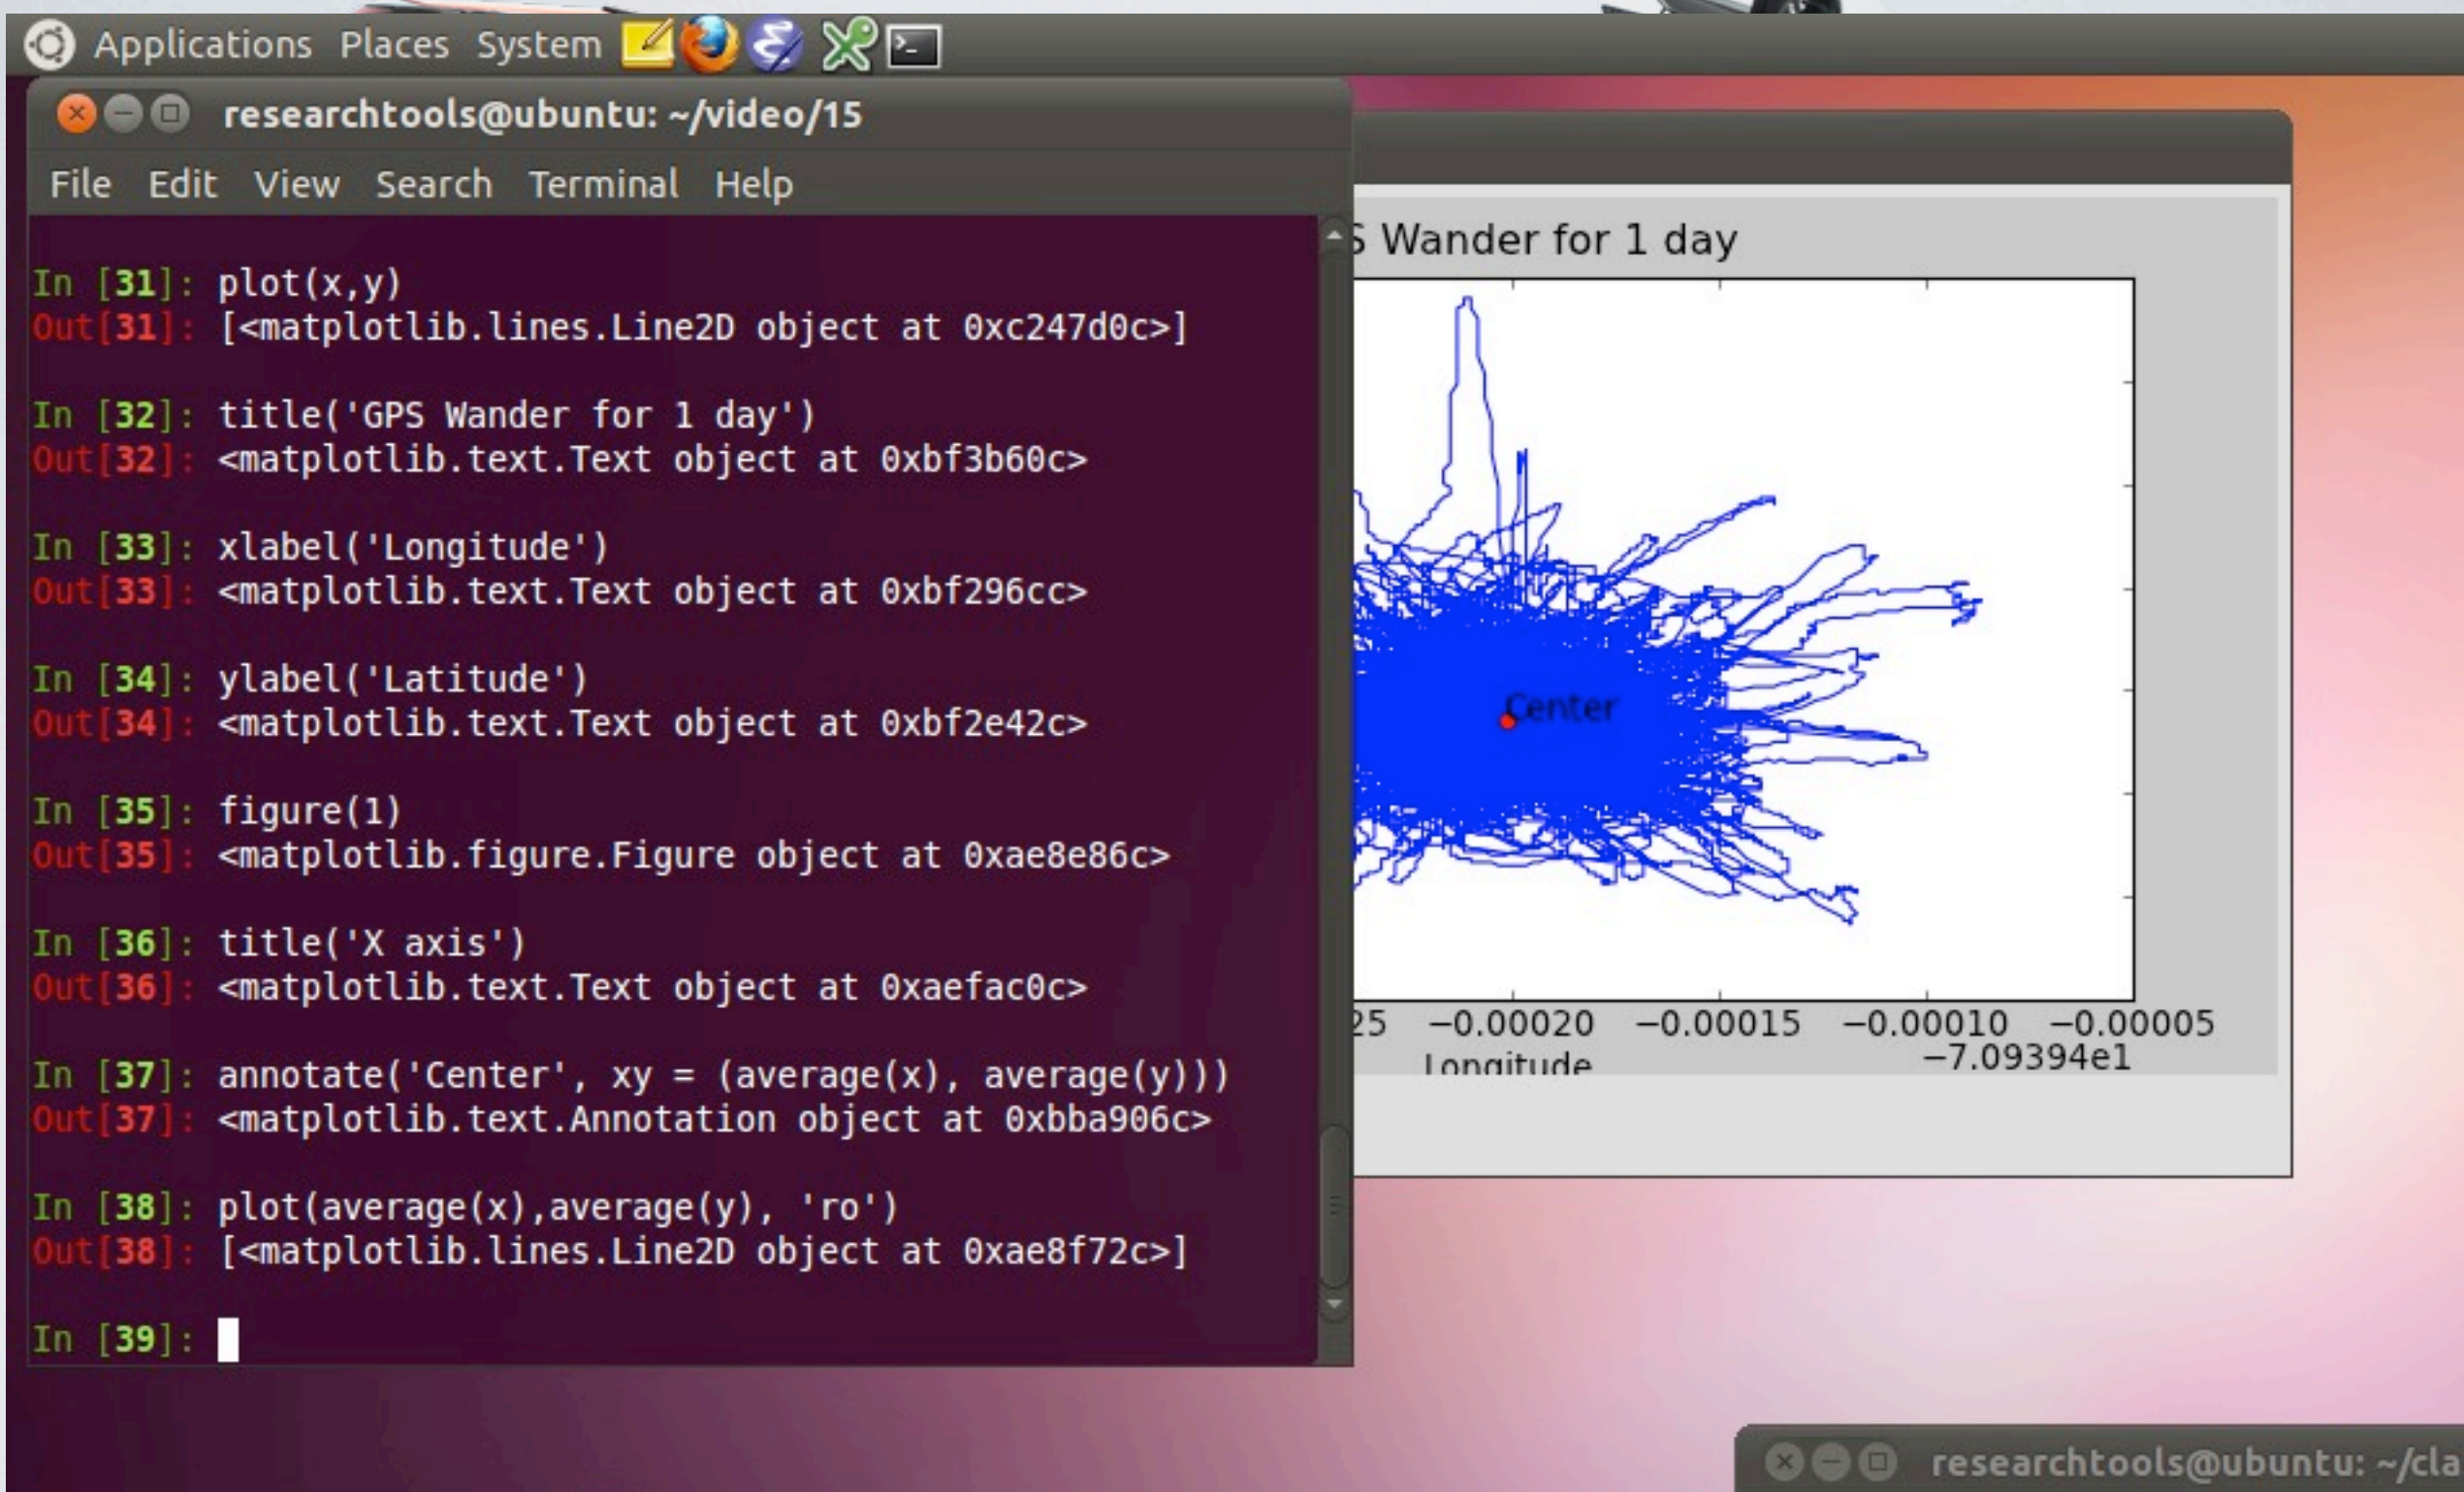 Applications Places System
researchtools@ubuntu: ~/video/15
File Edit View Search Terminal Help
In [31]: plot(x,y)
Out[31]: [<matplotlib.lines.Line2D object at 0xc247d0c>]
In [32]: title('GPS Wander for 1 day')
Out[32]: <matplotlib.text.Text object at 0xbf3b60c>
In [33]: xlabel('Longitude')
Out[33]: <matplotlib.text.Text object at 0xbf296cc>
In [34]: ylabel('Latitude')
Out[34]: <matplotlib.text.Text object at 0xbf2e42c>
In [35]: figure(1)
Out[35]: <matplotlib.figure.Figure object at 0xae8e86c>
In [36]: title('X axis')
Out[36]: <matplotlib.text.Text object at 0xaefac0c>
In [37]: annotate('Center', xy = (average(x), average(y)))
Out[37]: <matplotlib.text.Annotation object at 0xbba906c>
In [38]: plot(average(x),average(y), 'ro')
Out[38]: [<matplotlib.lines.Line2D object at 0xae8f72c>]
In [39]:
S Wander for 1 day
Center
25 −0.00020 −0.00015 −0.00010 −0.00005
Longitude −7.09394e1
researchtools@ubuntu: ~/cla